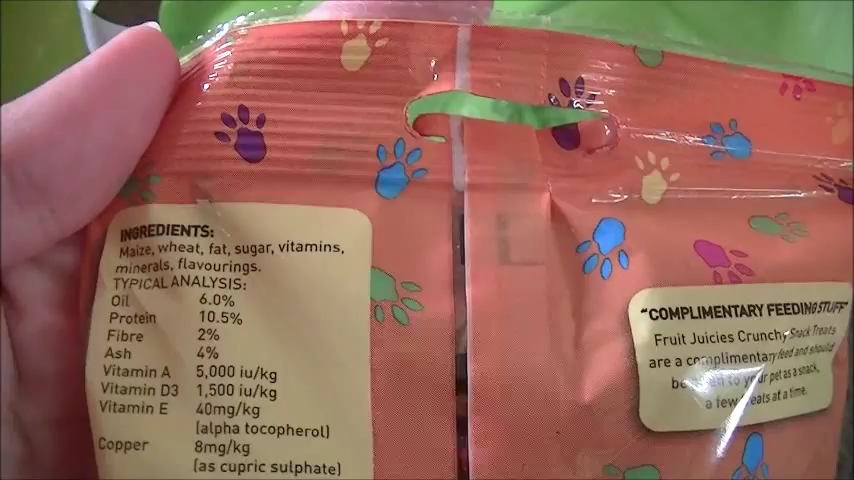 INGREDIENTS:
Maize, wheat, fat, sugar, vitamins,
minerals, flavourings.
TYPICAL ANALYSIS:
Oil 6.0%
Protein 10.5%
Fibre 2%
Ash 4%
Vitamin A 5,000 iu/kg
Vitamin D3 1,500 iu/kg
Vitamin E 40mg/kg
(alpha tocopherol)
Copper 8mg/kg
(as cupric sulphate)
"COMPLIMENTARY FEEDING STUFF"
Fruit Juicies Crunchy Snack Treats
are a complimentary feed and should
to your pet as a snack,
a few at a time.